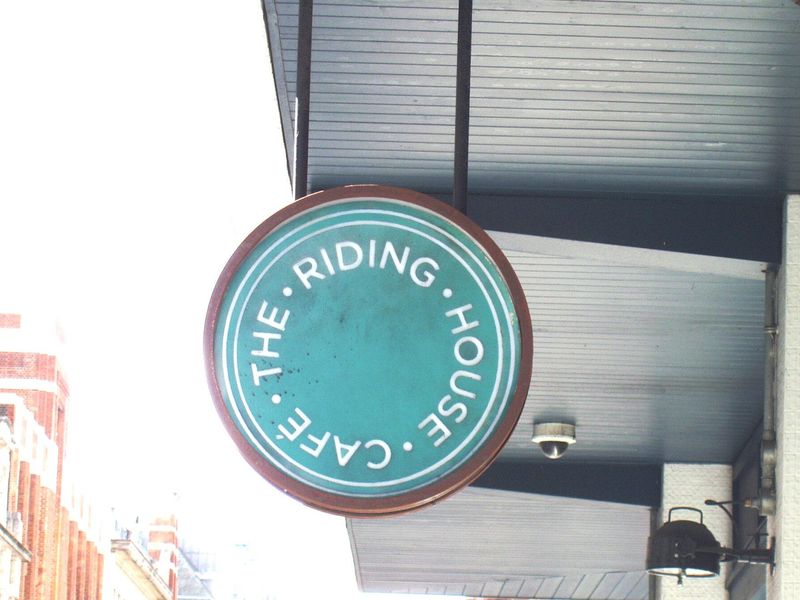 THE • RIDING • HOUSE • CAFÉ •